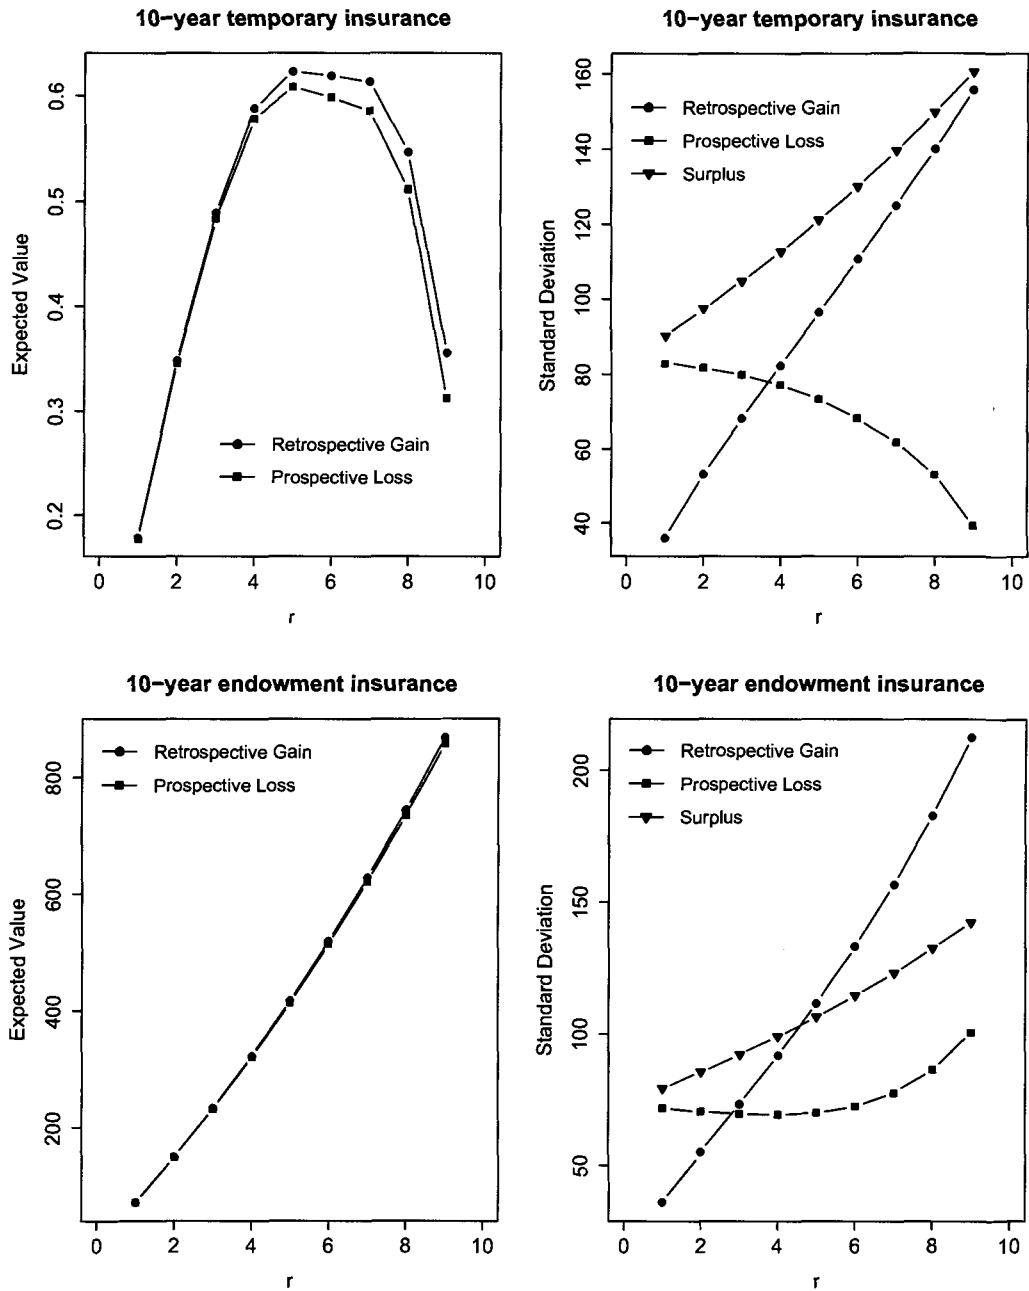 10−year temporary insurance
Expected Value
0.6
0.5
0.4
0.3
0.2
Retrospective Gain
Prospective Loss
0 2 4 6 8 10
r
10−year temporary insurance
Standard Deviation
160
140
120
100
80
60
40
Retrospective Gain
Prospective Loss
Surplus
0 2 4 6 8 10
r
10−year endowment insurance
Expected Value
800
600
400
200
Retrospective Gain
Prospective Loss
0 2 4 6 8 10
r
10−year endowment insurance
Standard Deviation
200
150
100
50
Retrospective Gain
Prospective Loss
Surplus
0 2 4 6 8 10
r